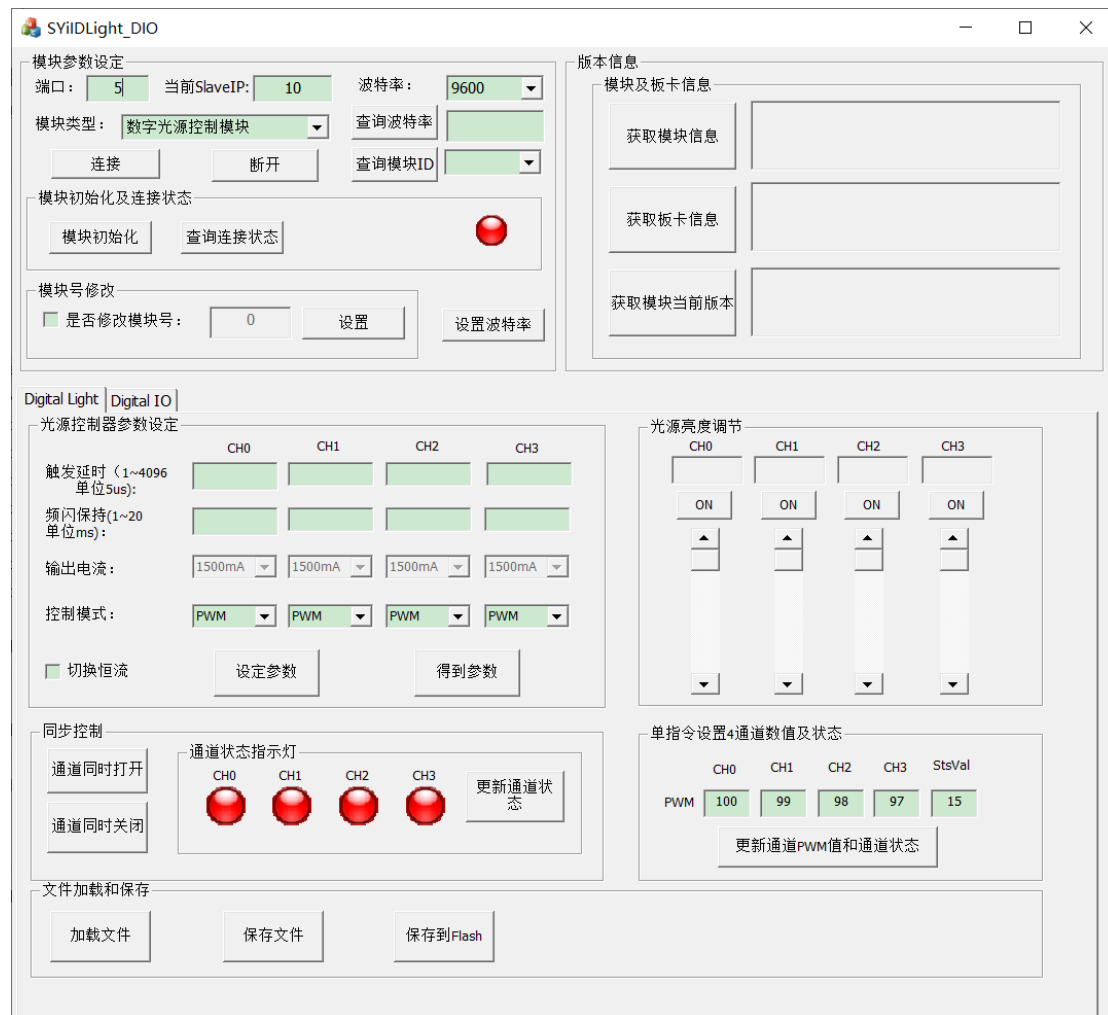 SYiIDLight_DIO
模块参数设定
端口： 5 当前SlaveIP: 10 波特率： 9600
模块类型： 数字光源控制模块 查询波特率
连接 断开 查询模块ID
模块初始化及连接状态
模块初始化 查询连接状态
模块号修改
是否修改模块号： 0 设置 设置波特率
版本信息
模块及板卡信息
获取模块信息
获取板卡信息
获取模块当前版本
Digital Light Digital IO
光源控制器参数设定
CH0 CH1 CH2 CH3
触发延时（1~4096
单位5us):
频闪保持(1~20
单位ms)：
输出电流： 1500mA 1500mA 1500mA 1500mA
控制模式： PWM PWM PWM PWM
切换恒流 设定参数 得到参数
光源亮度调节
CH0 CH1 CH2 CH3
ON ON ON ON
同步控制
通道同时打开
通道同时关闭
通道状态指示灯
CH0 CH1 CH2 CH3
更新通道状
态
单指令设置4通道数值及状态
CH0 CH1 CH2 CH3 StsVal
PWM 100 99 98 97 15
更新通道PWM值和通道状态
文件加载和保存
加载文件 保存文件 保存到Flash